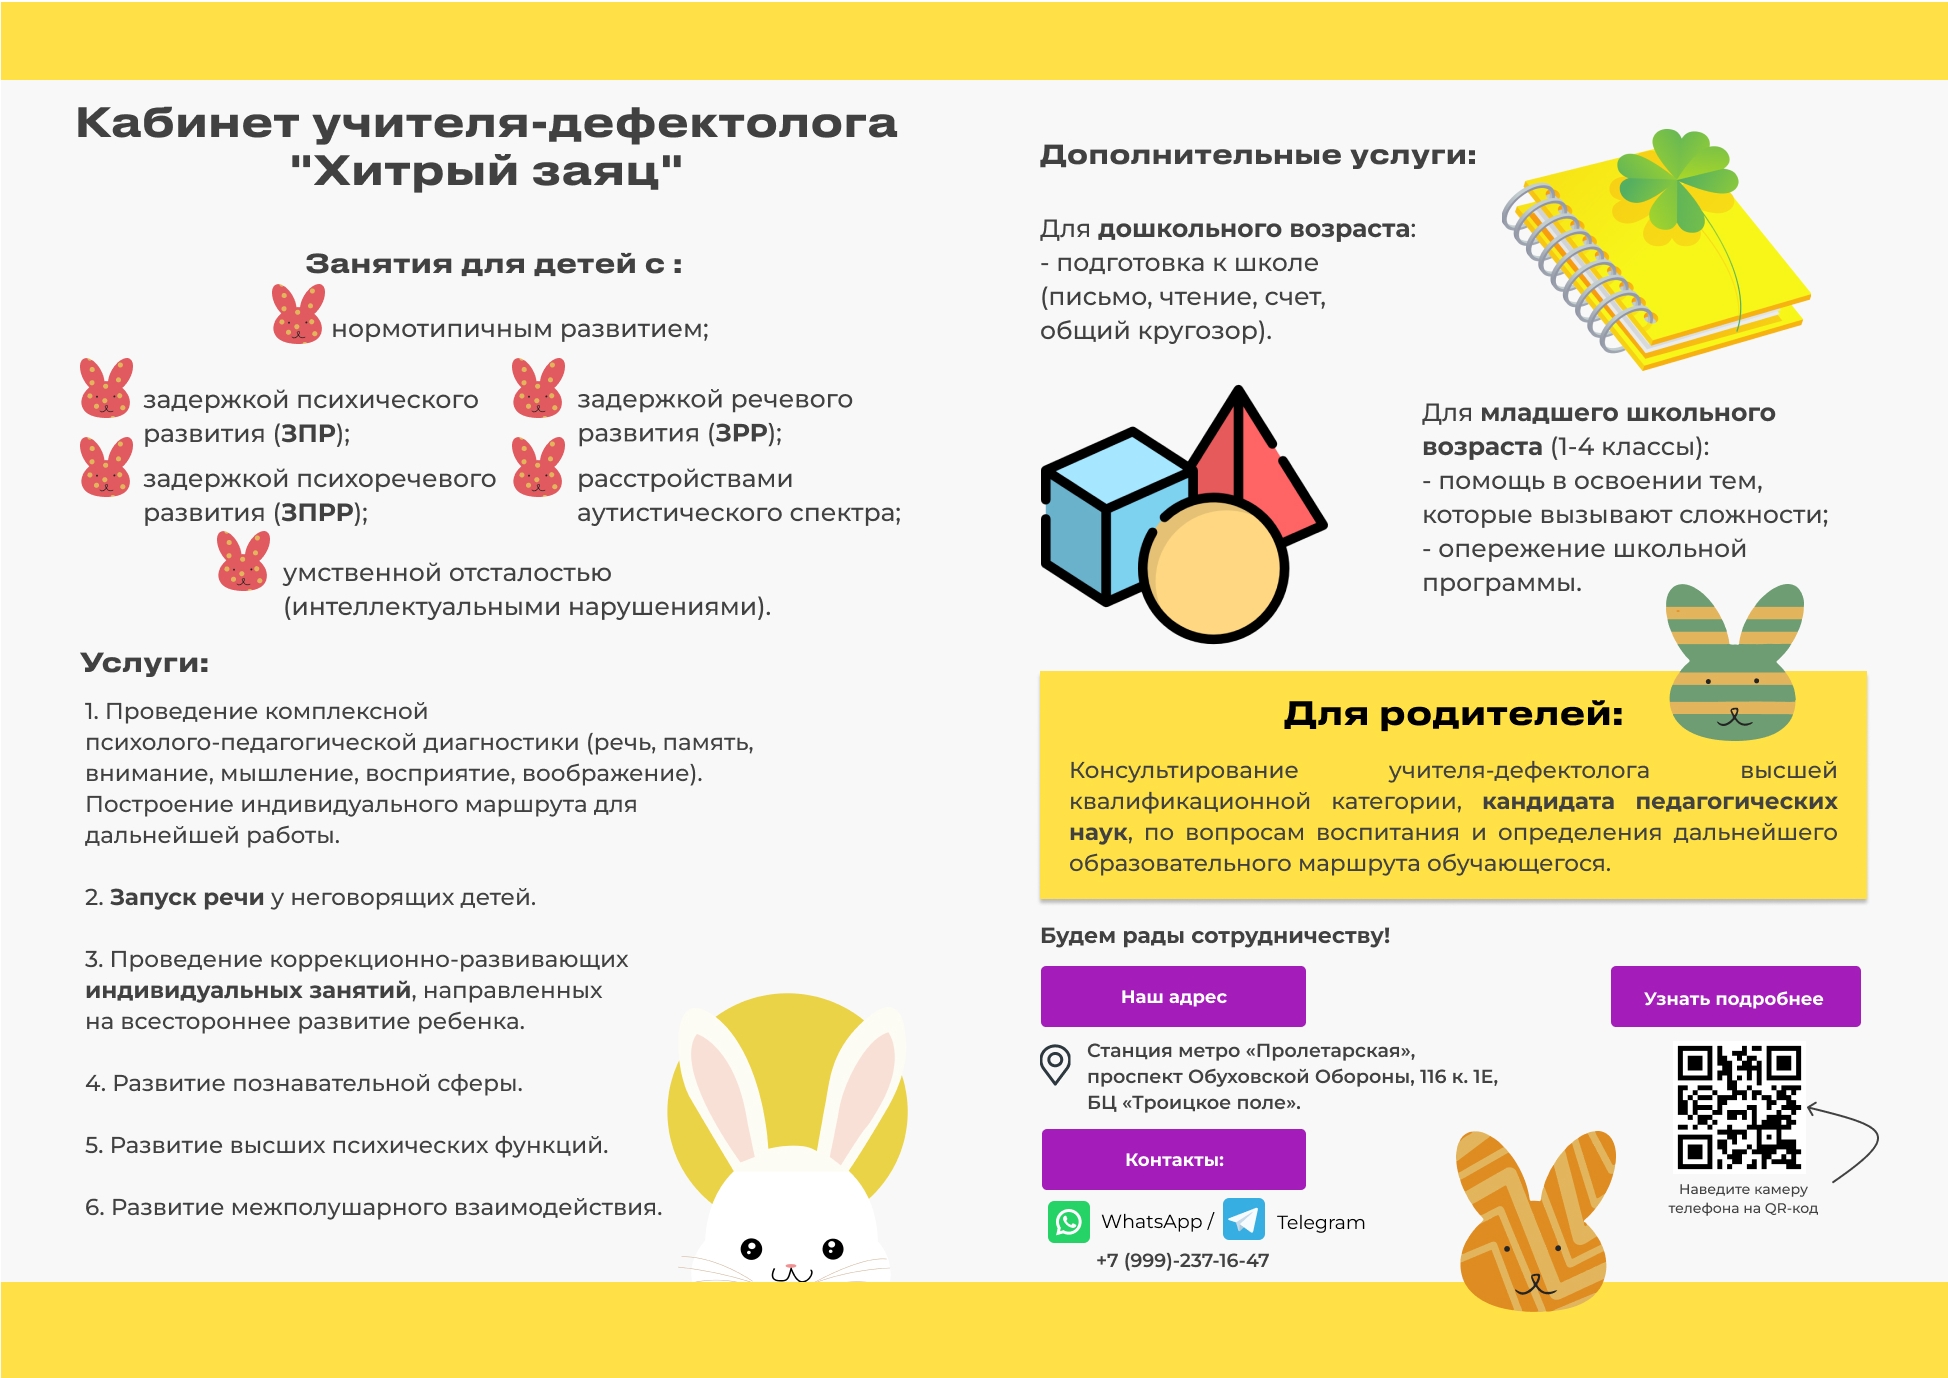 Кабинет учителя-дефектолога
"Хитрый заяц"
Занятия для детей с :
нормотипичным развитием;
задержкой психического
развития (ЗПР);
задержкой речевого
развития (ЗРР);
задержкой психоречевого
развития (ЗПРР);
расстройствами
аутистического спектра;
умственной отсталостью
(интеллектуальными нарушениями).
Услуги:
1. Проведение комплексной
психолого-педагогической диагностики (речь, память,
внимание, мышление, восприятие, воображение).
Построение индивидуального маршрута для
дальнейшей работы.
2. Запуск речи у неговорящих детей.
3. Проведение коррекционно-развивающих
индивидуальных занятий, направленных
на всестороннее развитие ребенка.
4. Развитие познавательной сферы.
5. Развитие высших психических функций.
6. Развитие межполушарного взаимодействия.
Дополнительные услуги:
Для дошкольного возраста:
- подготовка к школе
(письмо, чтение, счет,
общий кругозор).
Для младшего школьного
возраста (1-4 классы):
- помощь в освоении тем,
которые вызывают сложности;
- опережение школьной
программы.
Для родителей:
Консультирование учителя-дефектолога высшей
квалификационной категории, кандидата педагогических
наук, по вопросам воспитания и определения дальнейшего
образовательного маршрута обучающегося.
Будем рады сотрудничеству!
Наш адрес
Станция метро «Пролетарская»,
проспект Обуховской Обороны, 116 к. 1Е,
БЦ «Троицкое поле».
Контакты:
WhatsApp / Telegram
+7 (999)-237-16-47
Узнать подробнее
Наведите камеру
телефона на QR-код